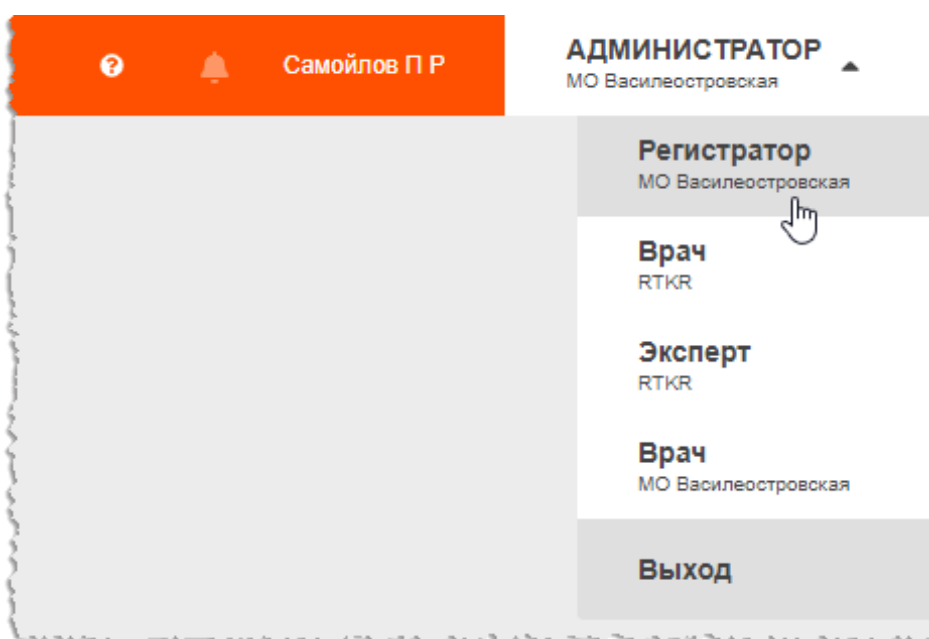 Самойлов П Р
АДМИНИСТРАТОР
МО Василеостровская
Регистратор
МО Василеостровская
Врач
RTKR
Эксперт
RTKR
Врач
МО Василеостровская
Выход